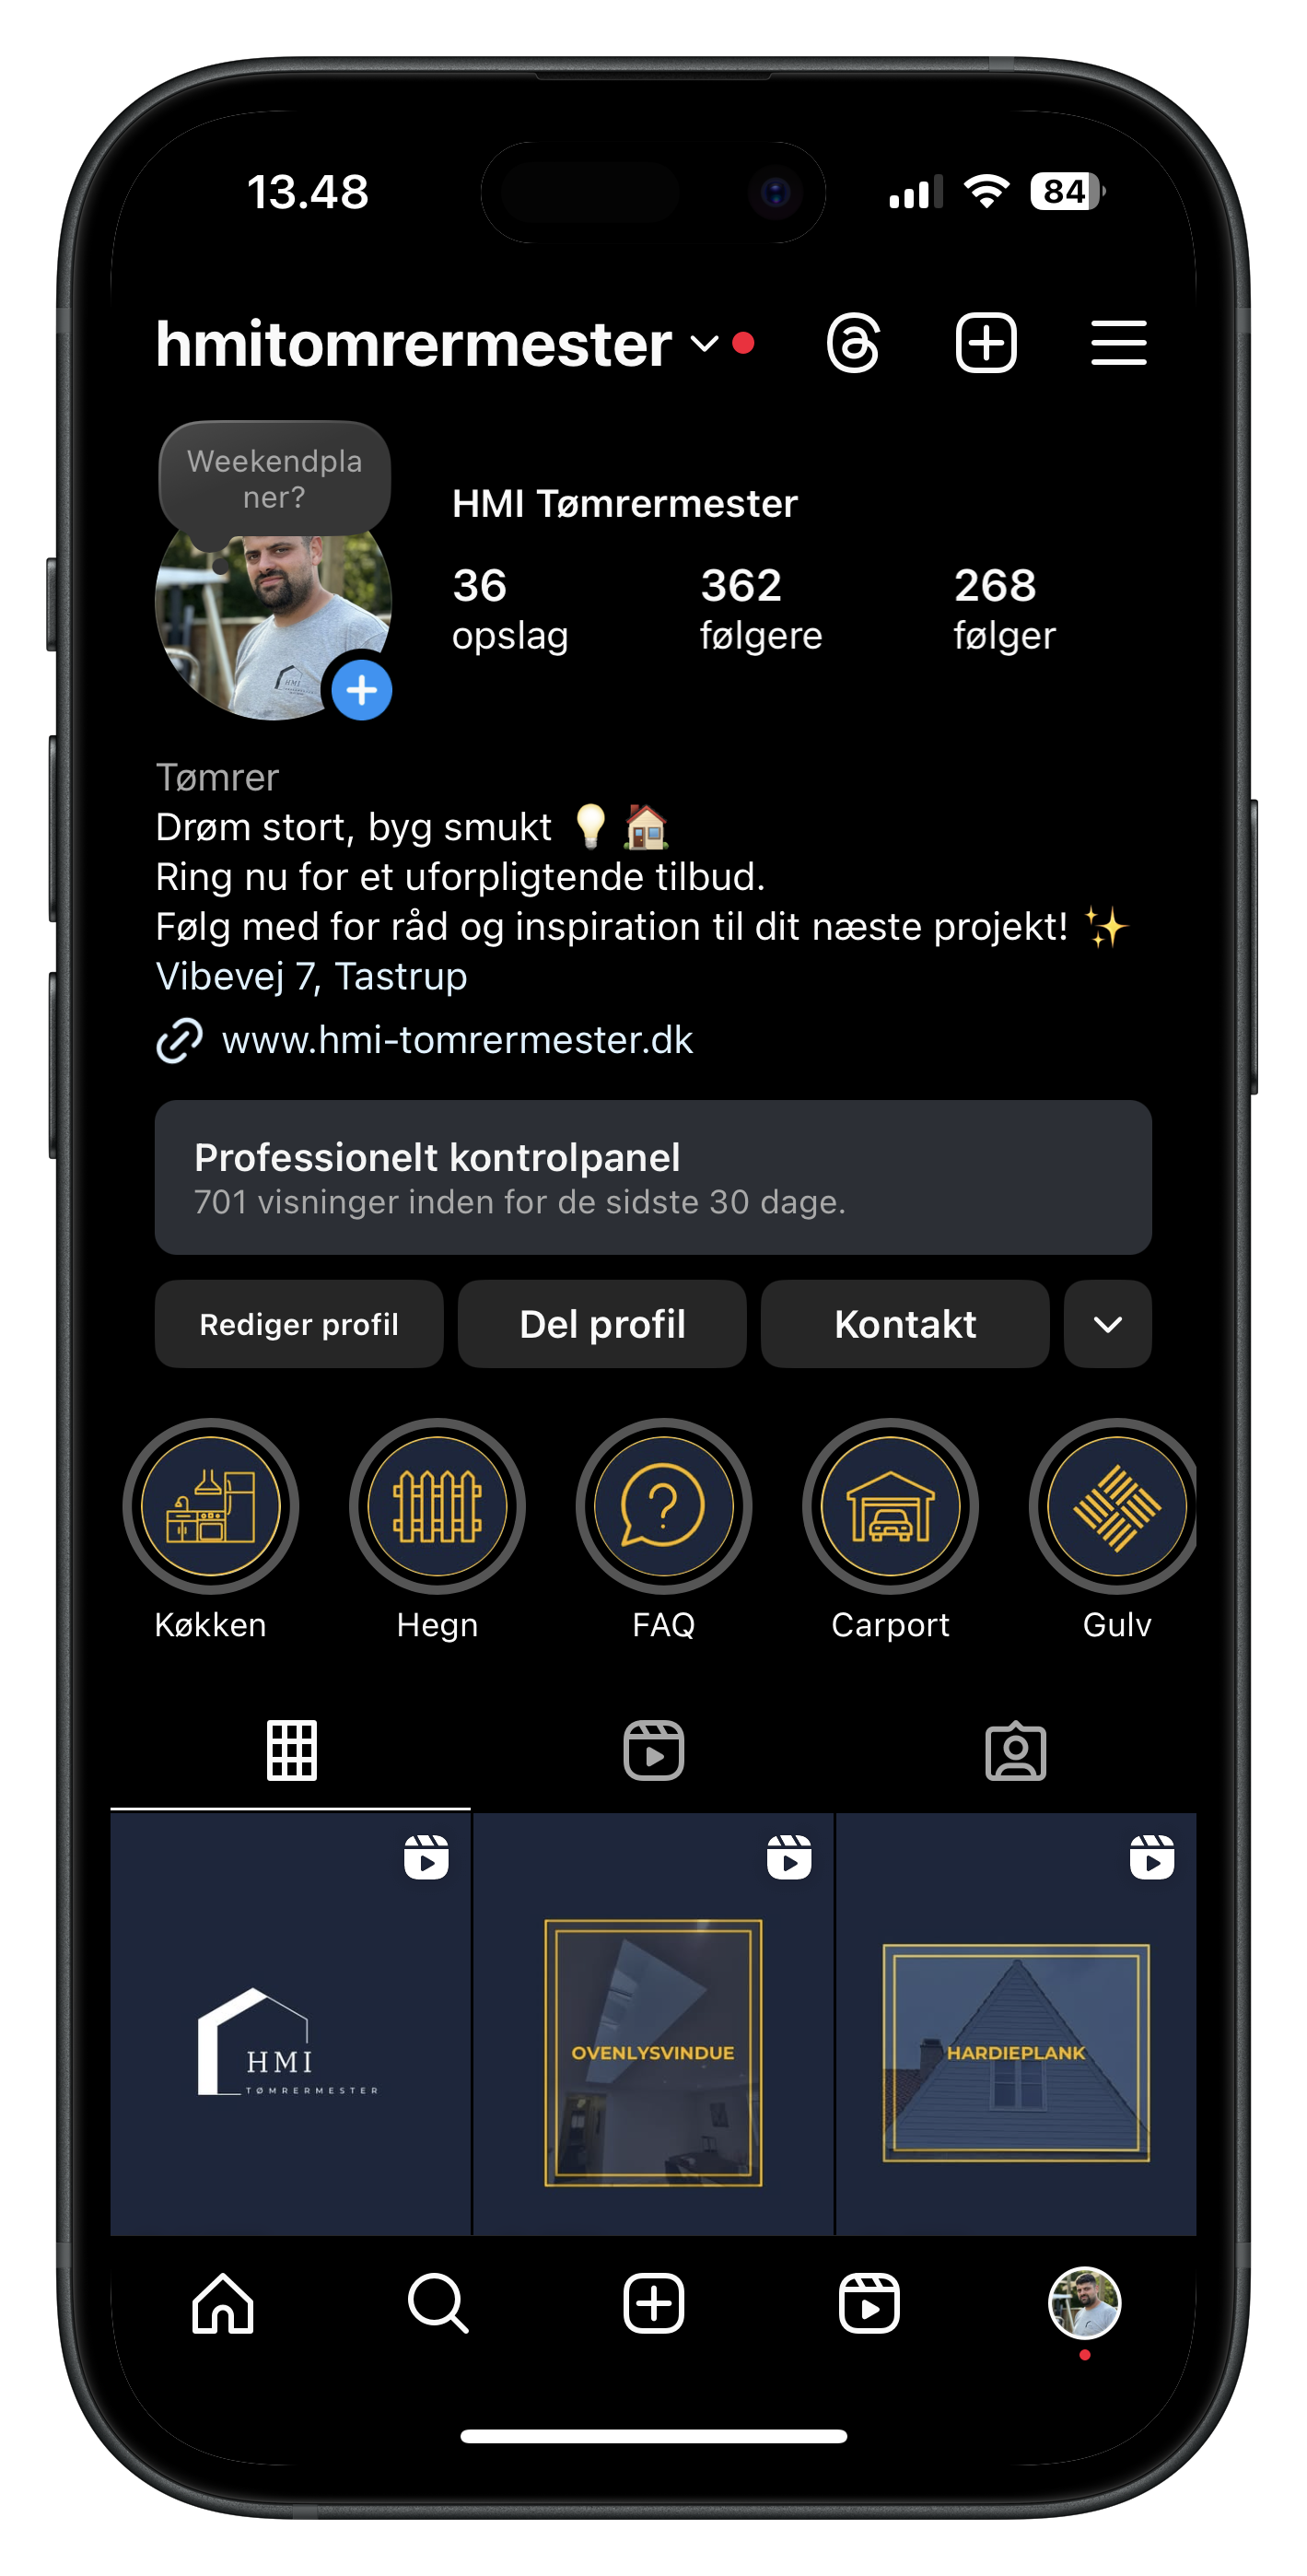 13.48
84
hmitomrermester
Weekendpla
ner?
HMI Tømrermester
36
362
268
opslag
følgere
følger
Tømrer
Drøm stort, byg smukt 💡🏠
Ring nu for et uforpligtende tilbud.
Følg med for råd og inspiration til dit næste projekt! ✨
Vibevej 7, Tastrup
www.hmi-tomrermester.dk
Professionelt kontrolpanel
701 visninger inden for de sidste 30 dage.
Rediger profil
Del profil
Kontakt
Køkken
Hegn
FAQ
Carport
Gulv
HMI
TØMRERMESTER
OVENLYSVINDUE
HARDIEPLANK